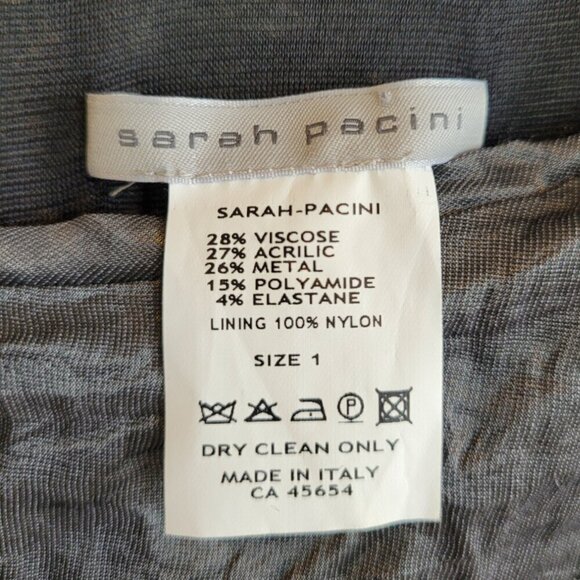 sarah pacini
SARAH-PACINI
28% VISCOSE
27% ACRILIC
26% METAL
15% POLYAMIDE
4% ELASTANE
LINING 100% NYLON
SIZE 1
P
DRY CLEAN ONLY
MADE IN ITALY
CA 45654